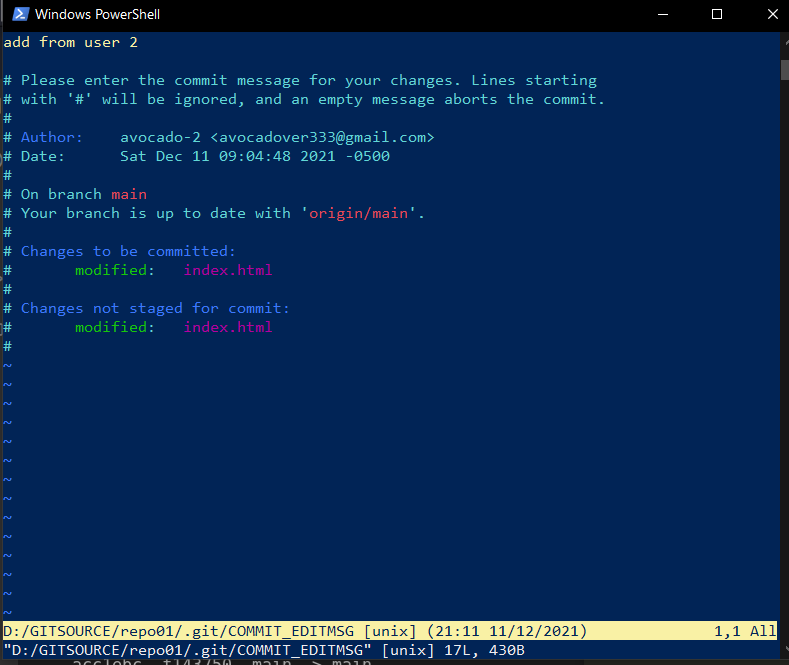 Windows PowerShell
add from user 2
# Please enter the commit message for your changes. Lines starting
# with '#' will be ignored, and an empty message aborts the commit.
#
# Author:    avocado-2 <avocadover333@gmail.com>
# Date:      Sat Dec 11 09:04:48 2021 -0500
#
# On branch main
# Your branch is up to date with 'origin/main'.
#
# Changes to be committed:
#       modified:   index.html
#
# Changes not staged for commit:
#       modified:   index.html
#
~
~
~
~
~
~
~
~
~
~
~
~
~
~
D:/GITSOURCE/repo01/.git/COMMIT_EDITMSG [unix] (21:11 11/12/2021) 1,1 All
"D:/GITSOURCE/repo01/.git/COMMIT_EDITMSG" [unix] 17L, 430B